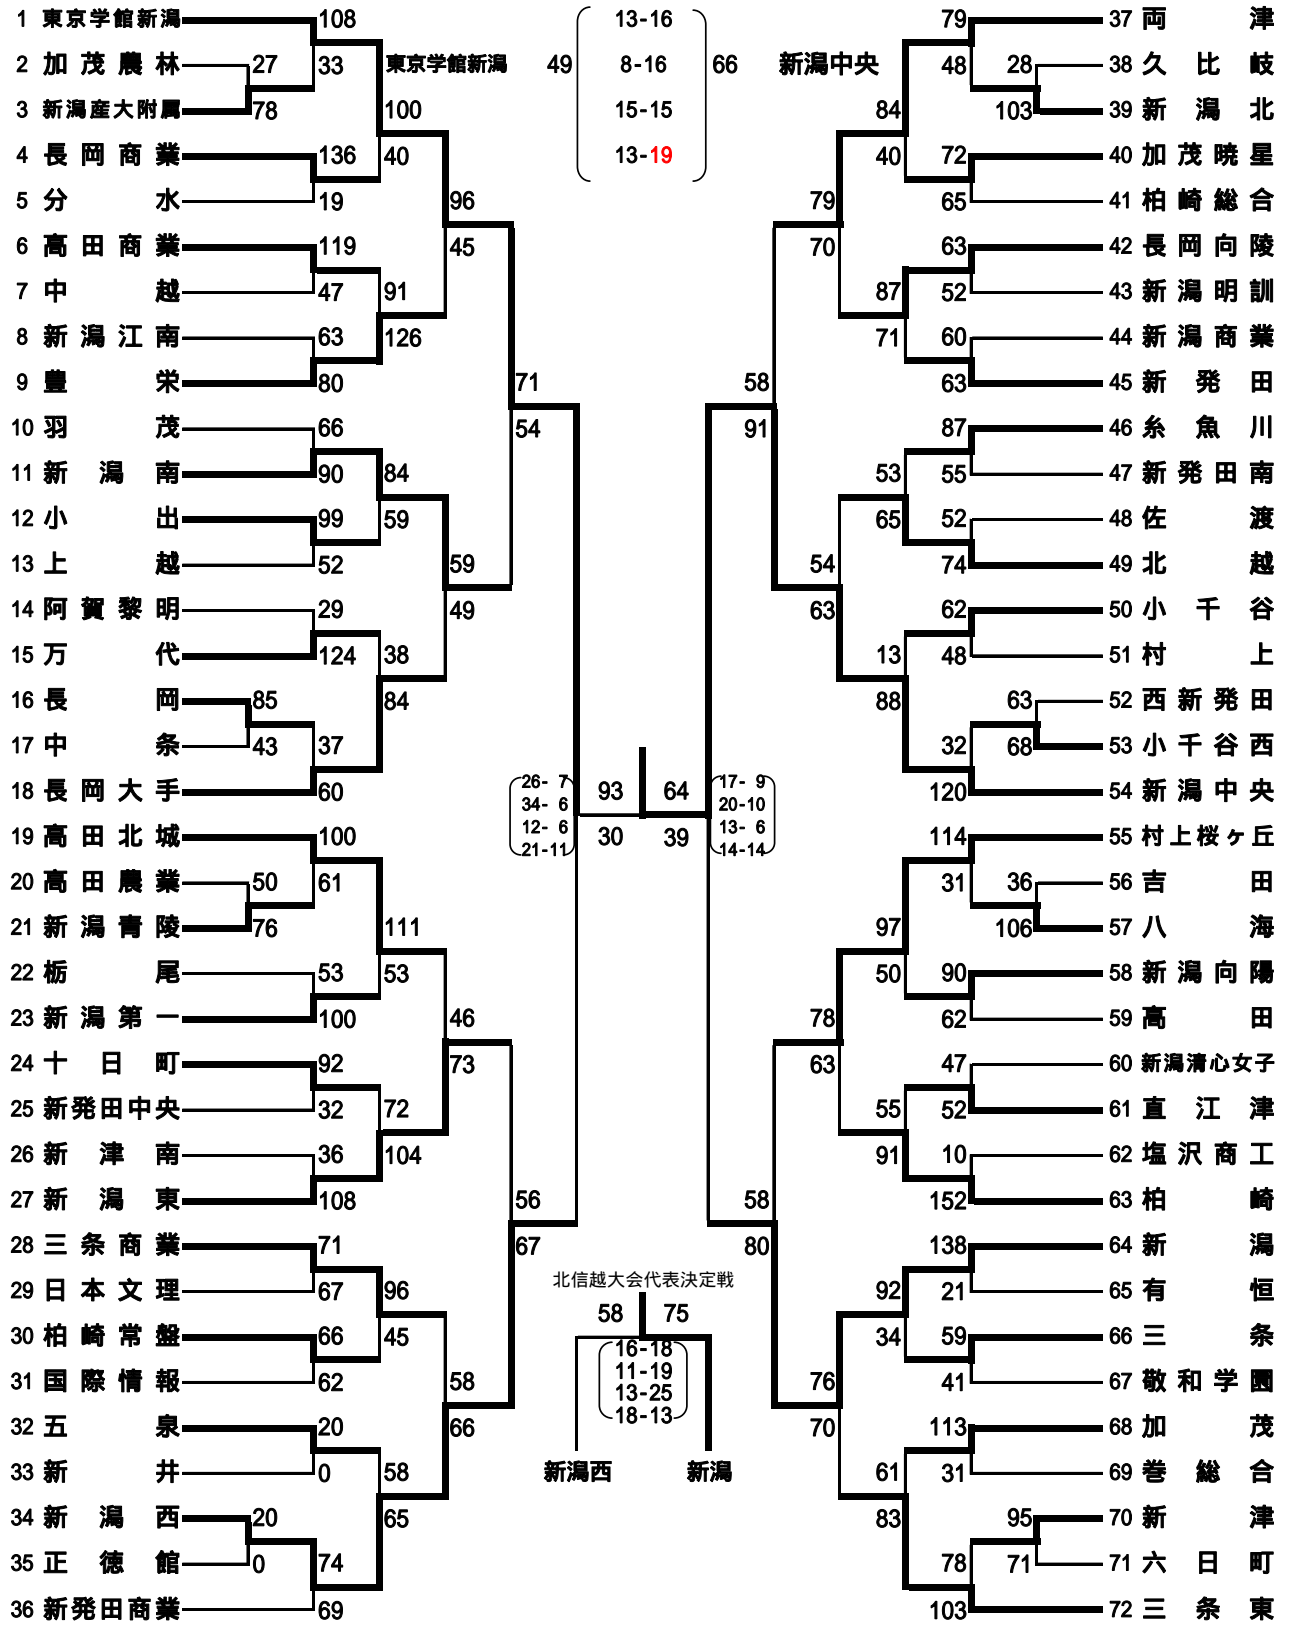 1 東京学館新潟 108 13-16 79 37 両津
2 加茂農林 27 33 東京学館新潟 49 8-16 66 新潟中央 48 28 38 久比岐
3 新潟産大附属 78 100 15-15 84 103 39 新潟北
4 長岡商業 136 40 13-19 40 72 40 加茂暁星
5 分水 19 96 79 65 41 柏崎総合
6 高田商業 119 45 70 63 42 長岡向陵
7 中越 47 91 87 52 43 新潟明訓
8 新潟江南 63 126 71 60 44 新潟商業
9 豊栄 80 71 58 63 45 新発田
10 羽茂 66 54 91 87 46 糸魚川
11 新潟南 90 84 53 55 47 新発田南
12 小出 99 59 65 52 48 佐渡
13 上越 52 59 54 74 49 北越
14 阿賀黎明 29 49 63 62 50 小千谷
15 万代 124 38 13 48 51 村上
16 長岡 85 84 88 63 52 西新発田
17 中条 43 37 32 68 53 小千谷西
26- 7 17- 9
18 長岡大手 60 34- 6 93 64 20-10 120 54 新潟中央
12- 6 13- 6
19 高田北城 100 21-11 30 39 14-14 114 55 村上桜ヶ丘
20 高田農業 50 61 31 36 56 吉田
21 新潟青陵 76 111 97 106 57 八海
22 栃尾 53 53 50 90 58 新潟向陽
23 新潟第一 100 46 78 62 59 高田
24 十日町 92 73 63 47 60 新潟清心女子
25 新発田中央 32 72 55 52 61 直江津
26 新津南 36 104 91 10 62 塩沢商工
27 新潟東 108 56 58 152 63 柏崎
28 三条商業 71 67 80 138 64 新潟
北信越大会代表決定戦
29 日本文理 67 96 58 75 92 21 65 有恒
30 柏崎常盤 66 45 16-18 34 59 66 三条
11-19
31 国際情報 62 58 13-25 76 41 67 敬和学園
18-13
32 五泉 20 66 70 113 68 加茂
33 新井 0 58 新潟西 新潟 61 31 69 巻総合
34 新潟西 20 65 83 95 70 新津
35 正徳館 0 74 78 71 71 六日町
36 新発田商業 69 103 72 三条東